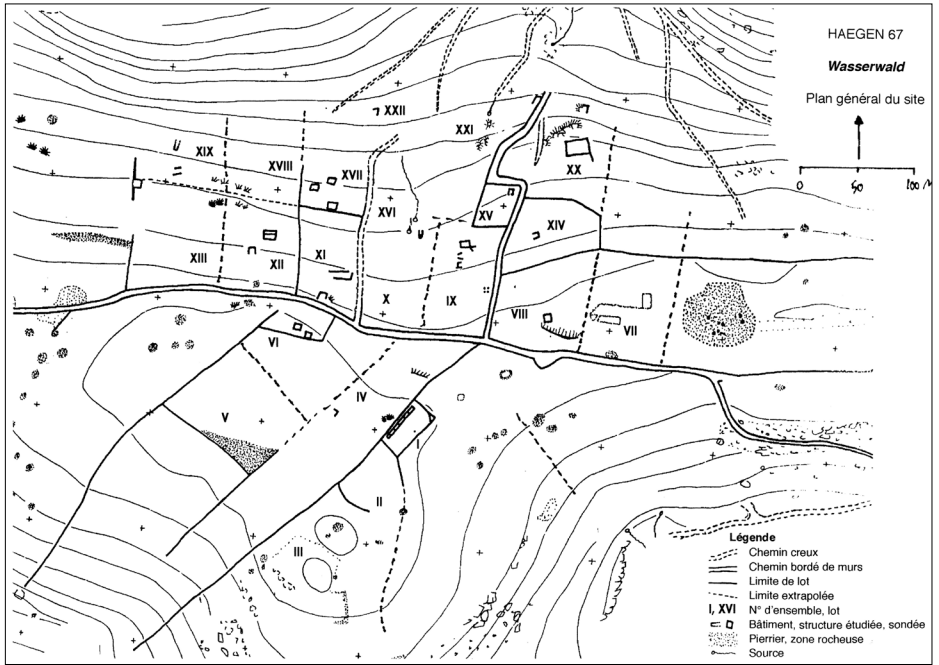 HAEGEN 67
Wasserwald
Plan général du site
0 50 100 M
XXII
XXI
XIX
XVIII
XVII
XX
XVI
XV
XIV
XIII
XII
XI
X
IX
VIII
VII
VI
V
IV
I
II
III
Légende
Chemin creux
Chemin bordé de murs
Limite de lot
Limite extrapolée
I, XVI N° d'ensemble, lot
Bâtiment, structure étudiée, sondée
Pierrier, zone rocheuse
Source